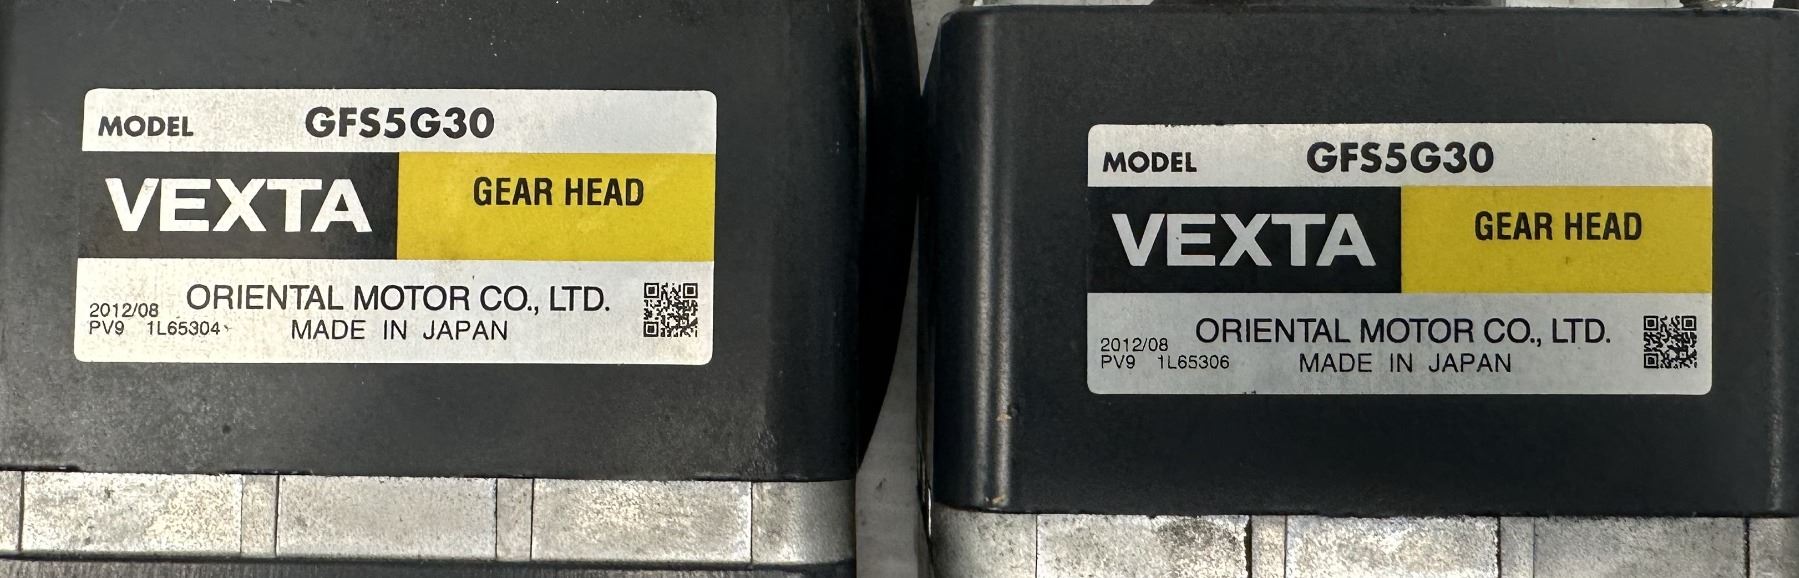 MODEL GFS5G30
VEXTA GEAR HEAD
ORIENTAL MOTOR CO., LTD.
2012/08
PV9 1L65304
MADE IN JAPAN
MODEL GFS5G30
VEXTA GEAR HEAD
ORIENTAL MOTOR CO., LTD.
2012/08
PV9 1L65306
MADE IN JAPAN